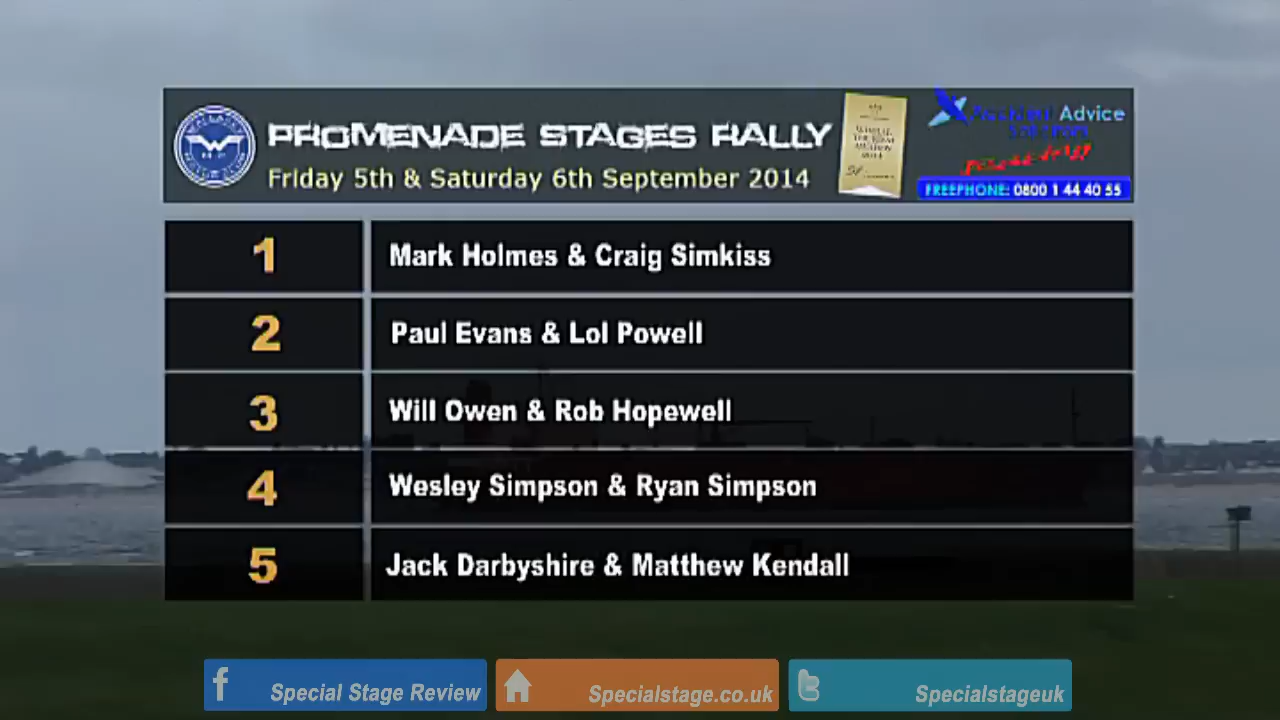 PROMENADE STAGES RALLY
Friday 5th & Saturday 6th September 2014
Accident Advice
FREEPHONE: 0800 1 44 40 55
1 Mark Holmes & Craig Simkiss
2 Paul Evans & Lol Powell
3 Will Owen & Rob Hopewell
4 Wesley Simpson & Ryan Simpson
5 Jack Darbyshire & Matthew Kendall
Special Stage Review
Specialstage.co.uk
Specialstageuk